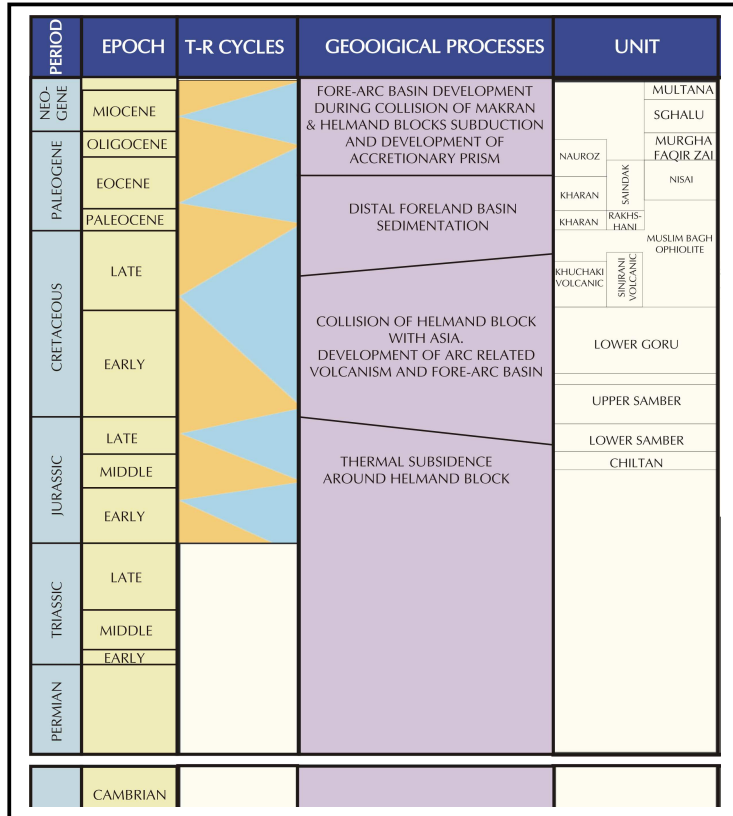 PERIOD
EPOCH
T-R CYCLES
GEOOIGICAL PROCESSES
UNIT
NEO-
GENE
PALEOGENE
CRETACEOUS
JURASSIC
TRIASSIC
PERMIAN
MIOCENE
OLIGOCENE
EOCENE
PALEOCENE
LATE
EARLY
LATE
MIDDLE
EARLY
LATE
MIDDLE
EARLY
CAMBRIAN
FORE-ARC BASIN DEVELOPMENT
DURING COLLISION OF MAKRAN
& HELMAND BLOCKS SUBDUCTION
AND DEVELOPMENT OF
ACCRETIONARY PRISM
DISTAL FORELAND BASIN
SEDIMENTATION
COLLISION OF HELMAND BLOCK
WITH ASIA.
DEVELOPMENT OF ARC RELATED
VOLCANISM AND FORE-ARC BASIN
THERMAL SUBSIDENCE
AROUND HELMAND BLOCK
MULTANA
SGHALU
MURGHA
FAQIR ZAI
NAUROZ
SAINDAK
NISAI
KHARAN
KHARAN
RAKHS-
HANI
MUSLIM BAGH
OPHIOLITE
KHUCHAKI
VOLCANIC
SINJRANI
VOLCANIC
LOWER GORU
UPPER SAMBER
LOWER SAMBER
CHILTAN